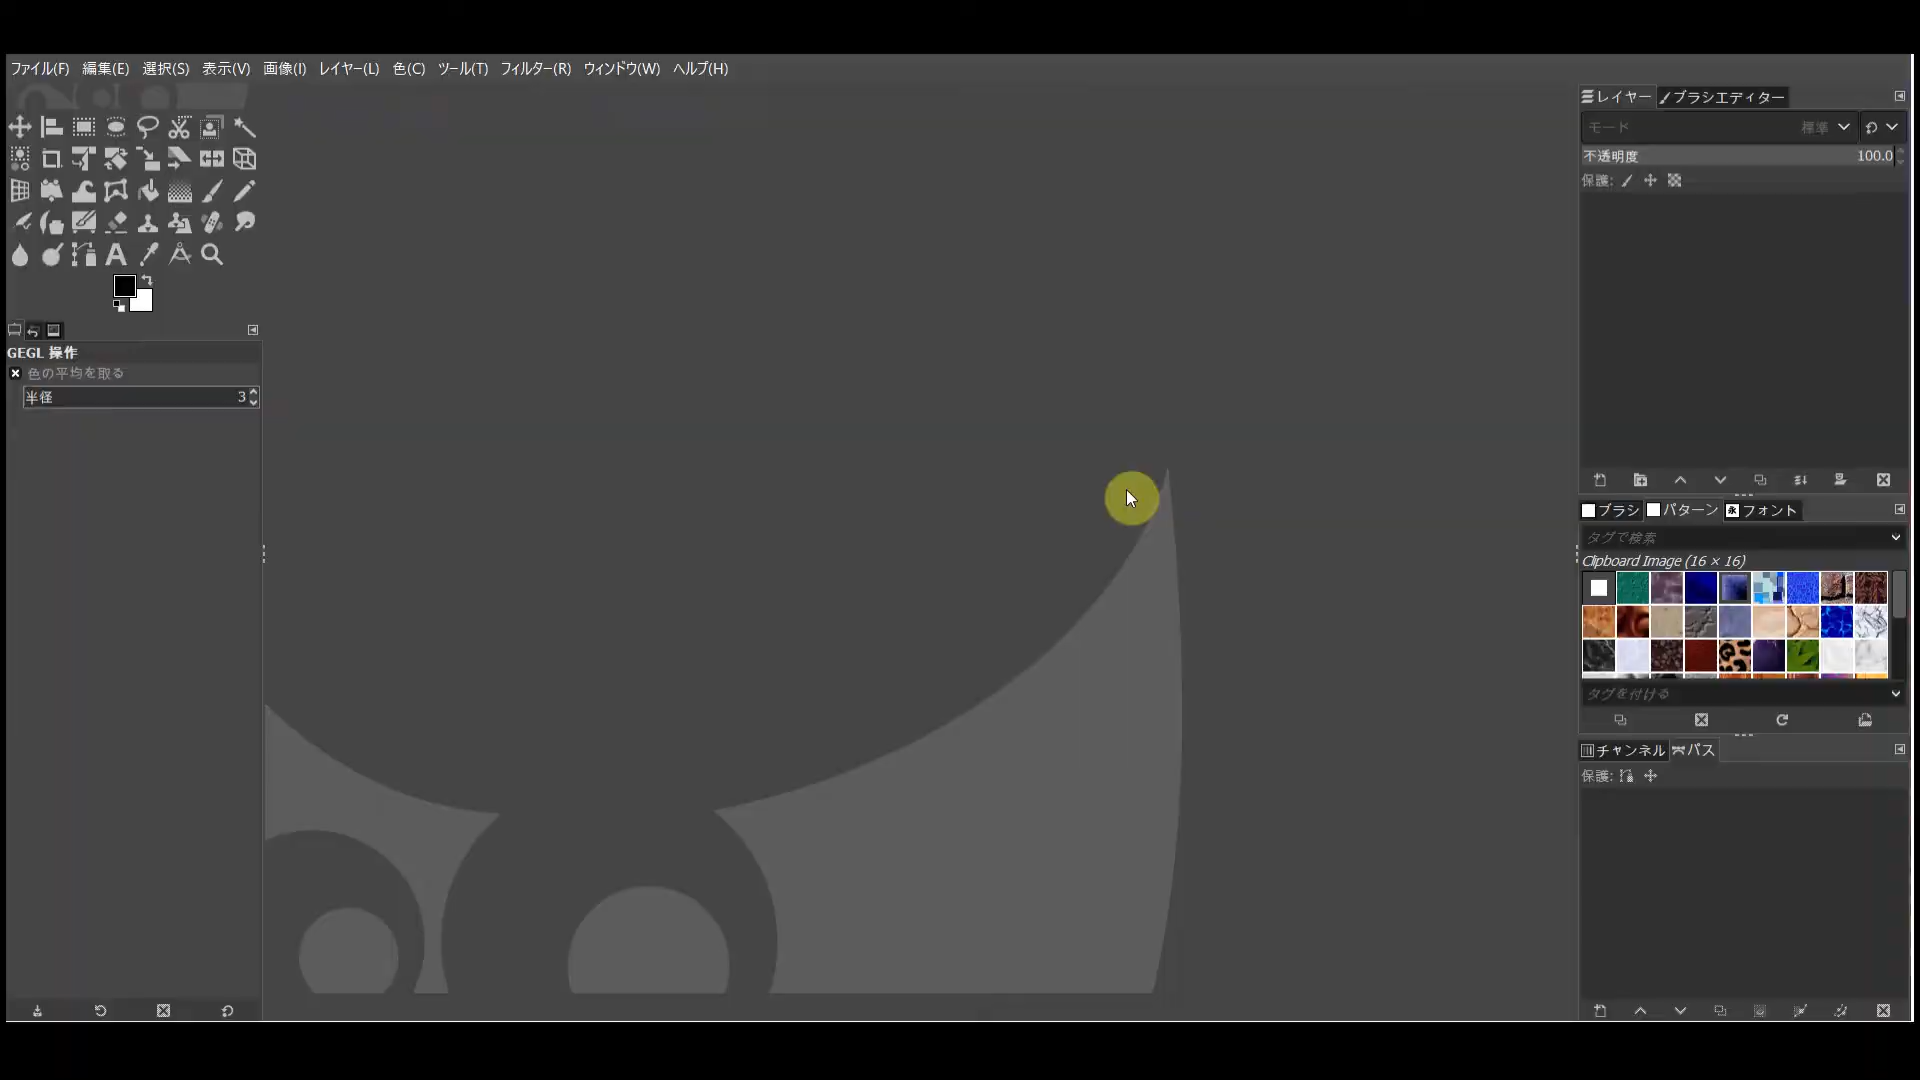 ファイル(F) 編集(E) 選択(S) 表示(V) 画像(I) レイヤー(L) 色(C) ツール(T) フィルター(R) ウィンドウ(W) ヘルプ(H)
GEGL 操作
色の平均を取る
半径 3
レイヤー ブラシエディター
モード 標準
不透明度 100.0
保護:
ブラシ パターン フォント
タグで検索
Clipboard Image (16 × 16)
タグを付ける
チャンネル パス
保護: